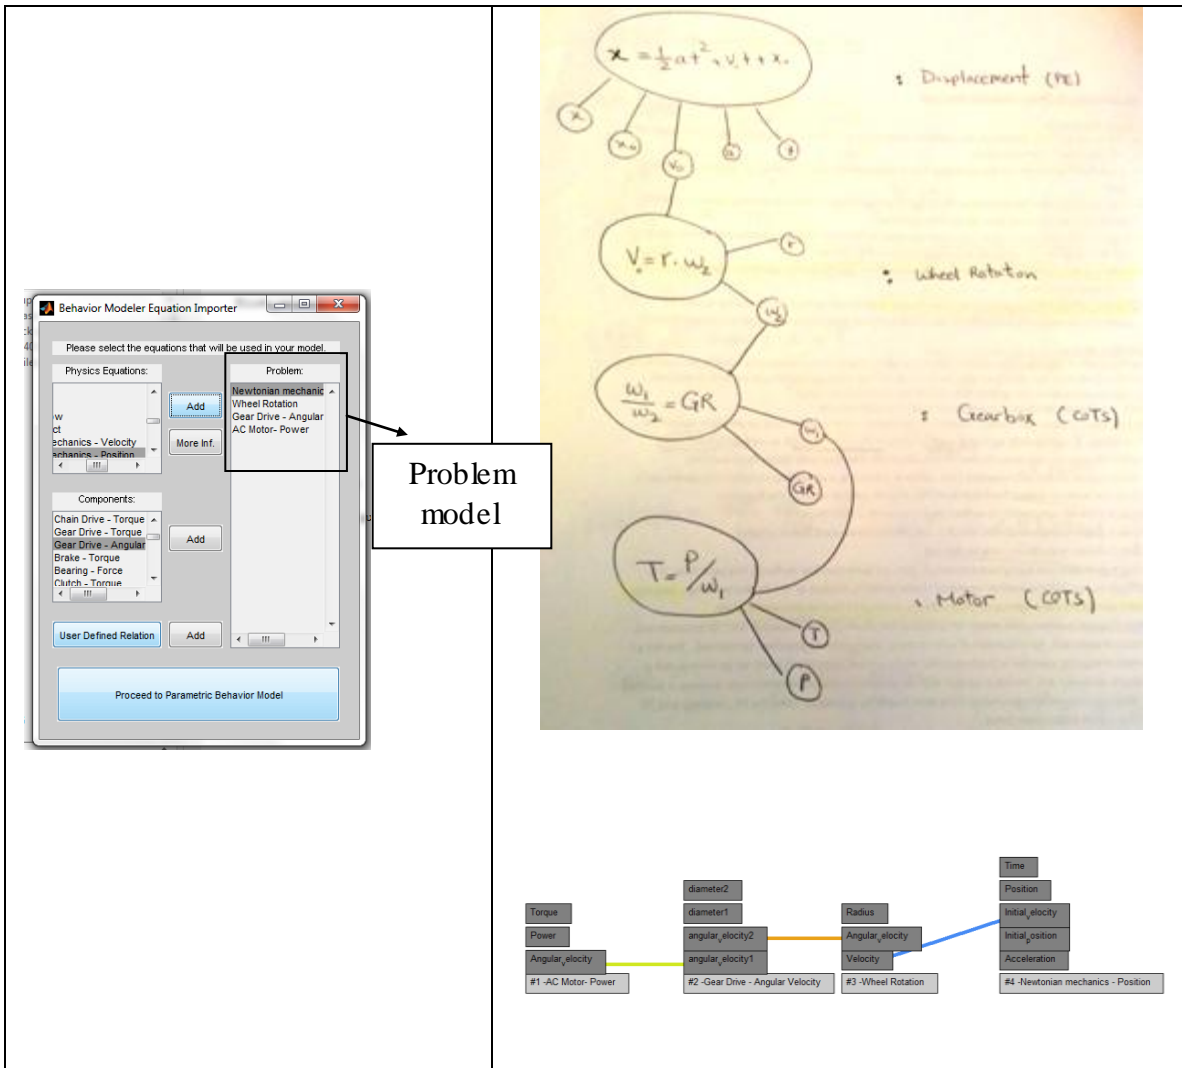 Behavior Modeler Equation Importer
Please select the equations that will be used in your model.
Physics Equations:
Problem:
w
ct
echanics - Velocity
echanics - Position
Add
More Inf.
Newtonian mechanic
Wheel Rotation
Gear Drive - Angular
AC Motor- Power
Components:
Chain Drive - Torque
Gear Drive - Torque
Gear Drive - Angular
Brake - Torque
Bearing - Force
Clutch - Torque
Add
User Defined Relation
Add
Proceed to Parametric Behavior Model
Problem
model
x = ½at² + v.t + x.
: Displacement (PE)
x
x₀
v₀
a
t
V. = r. ω₂
r
: Wheel Rotation
ω₂
ω₁/ω₂ = GR
: Gearbox (COTS)
ω₁
GR
T = P/ω₁
: Motor (COTS)
T
P
Torque
Power
Angular_velocity
#1 -AC Motor- Power
diameter2
diameter1
angular_velocity2
angular_velocity1
#2 -Gear Drive - Angular Velocity
Radius
Angular_velocity
Velocity
#3 -Wheel Rotation
Time
Position
Initial_velocity
Initial_position
Acceleration
#4 -Newtonian mechanics - Position